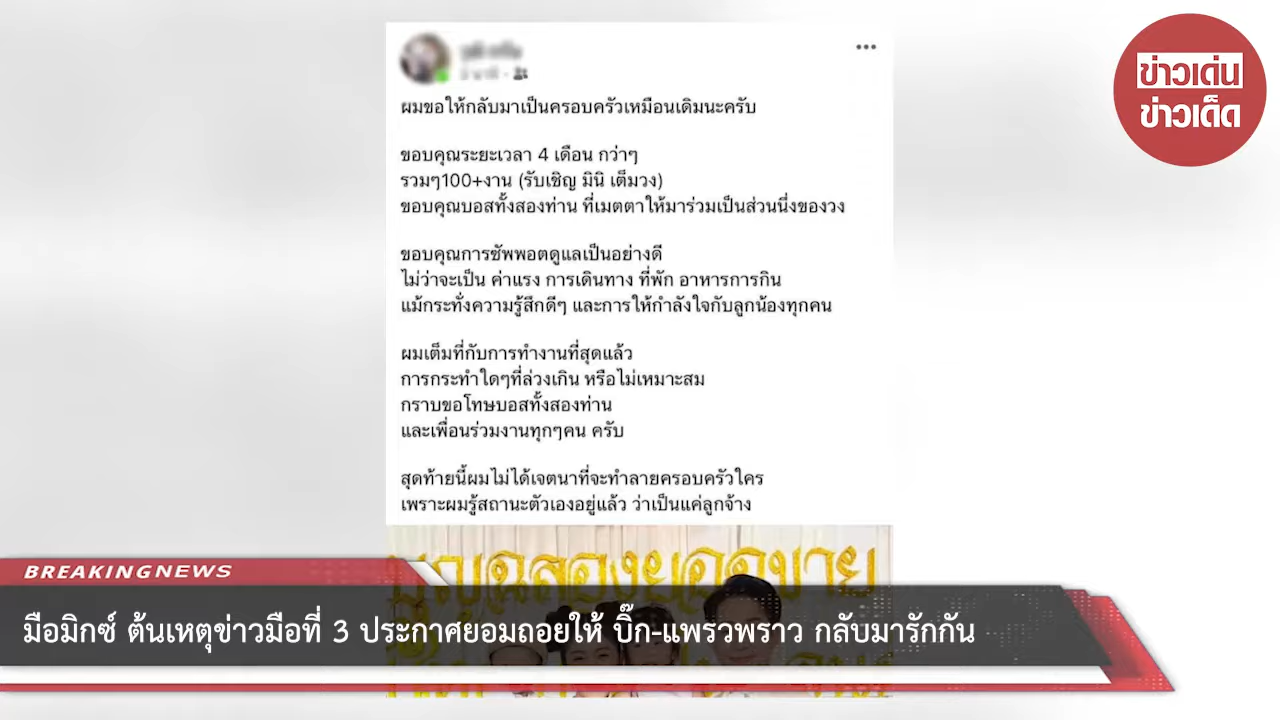 ข่าวเด่น
ข่าวเด็ด
ผมขอให้กลับมาเป็นครอบครัวเหมือนเดิมนะครับ
ขอบคุณระยะเวลา 4 เดือน กว่าๆ
รวมๆ100+งาน (รับเชิญ มินิ เต็มวง)
ขอบคุณบอสทั้งสองท่าน ที่เมตตาให้มาร่วมเป็นส่วนนึ่งของวง
ขอบคุณการซัพพอตดูแลเป็นอย่างดี
ไม่ว่าจะเป็น ค่าแรง การเดินทาง ที่พัก อาหารการกิน
แม้กระทั่งความรู้สึกดีๆ และการให้กำลังใจกับลูกน้องทุกคน
ผมเต็มที่กับการทำงานที่สุดแล้ว
การกระทำใดๆที่ล่วงเกิน หรือไม่เหมาะสม
กราบขอโทษบอสทั้งสองท่าน
และเพื่อนร่วมงานทุกๆคน ครับ
สุดท้ายนี้ผมไม่ได้เจตนาที่จะทำลายครอบครัวใคร
เพราะผมรู้สถานะตัวเองอยู่แล้ว ว่าเป็นแค่ลูกจ้าง
บุญฉลองยอดขาย
BREAKINGNEWS
มือมิกซ์ ต้นเหตุข่าวมือที่ 3 ประกาศยอมถอยให้ บิ๊ก-แพรวพราว กลับมารักกัน